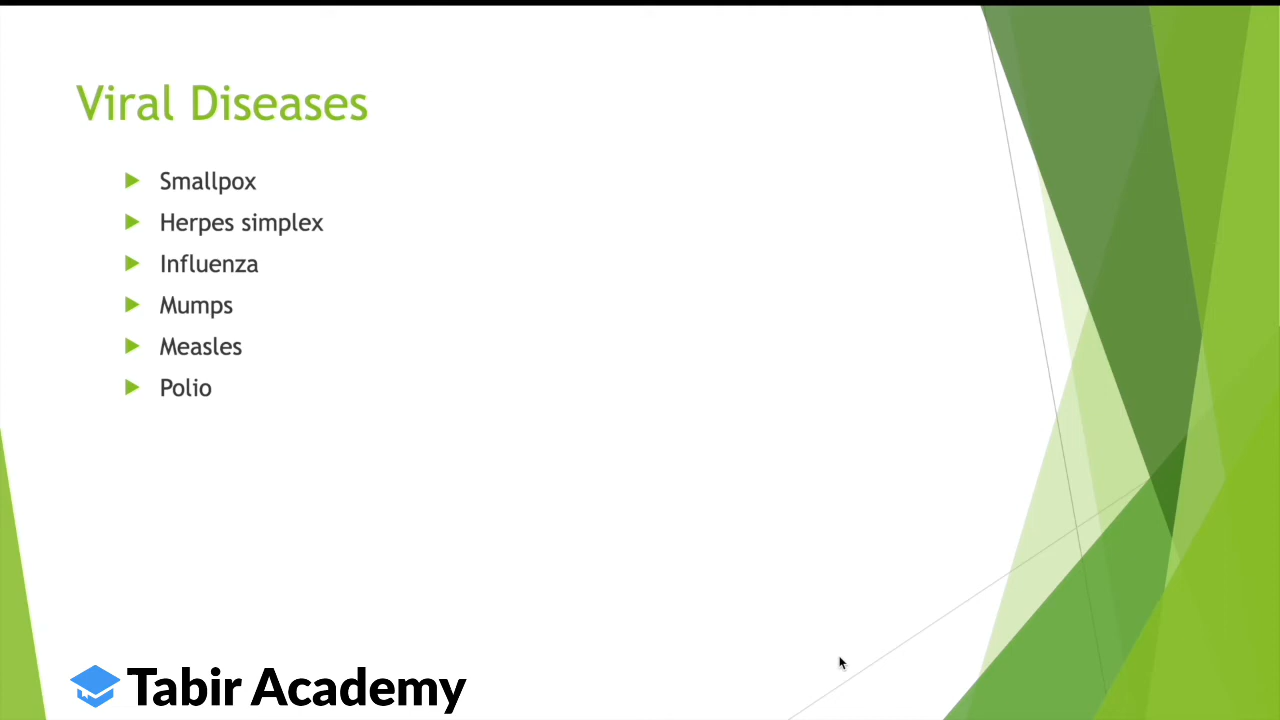 Viral Diseases
Smallpox
Herpes simplex
Influenza
Mumps
Measles
Polio
Tabir Academy